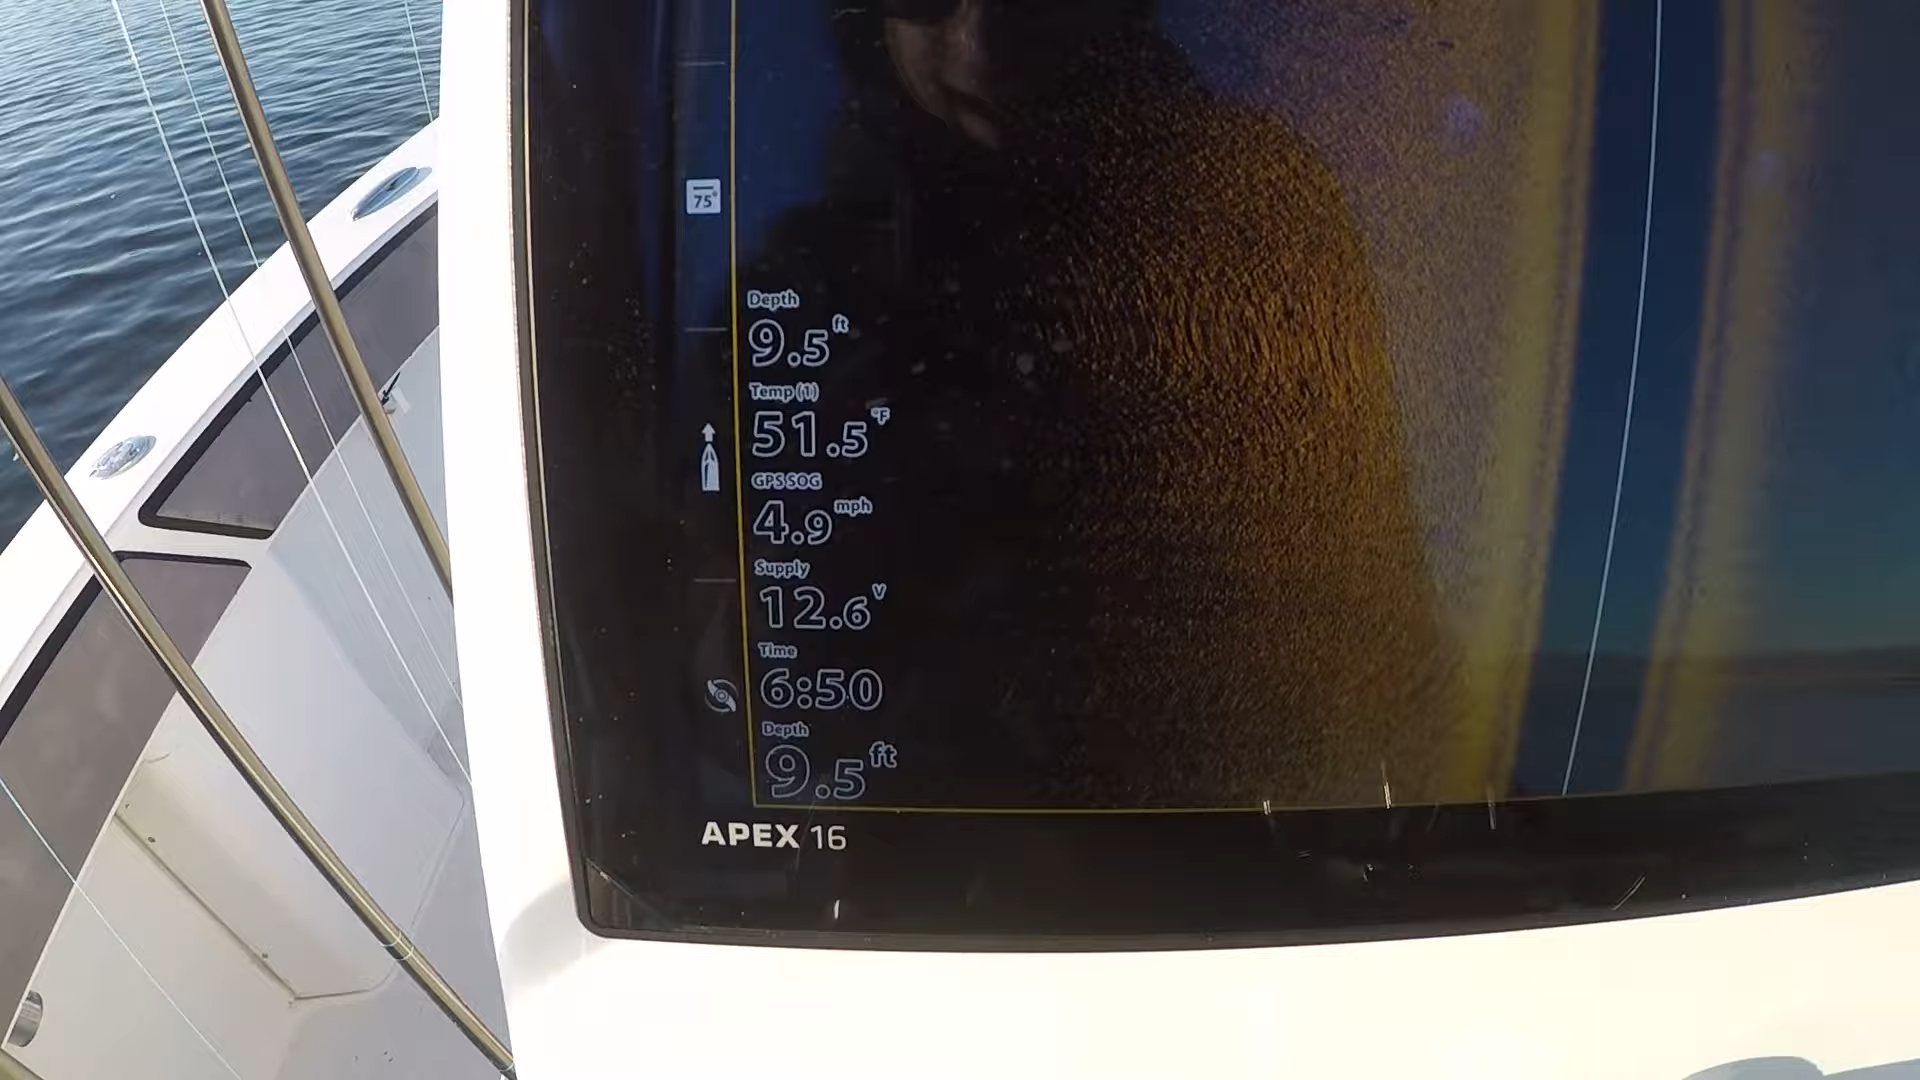 75°
Depth
9.5 ft
Temp (1)
51.5 °F
GPS SOG
4.9 mph
Supply
12.6 V
Time
6:50
Depth
9.5 ft
APEX 16